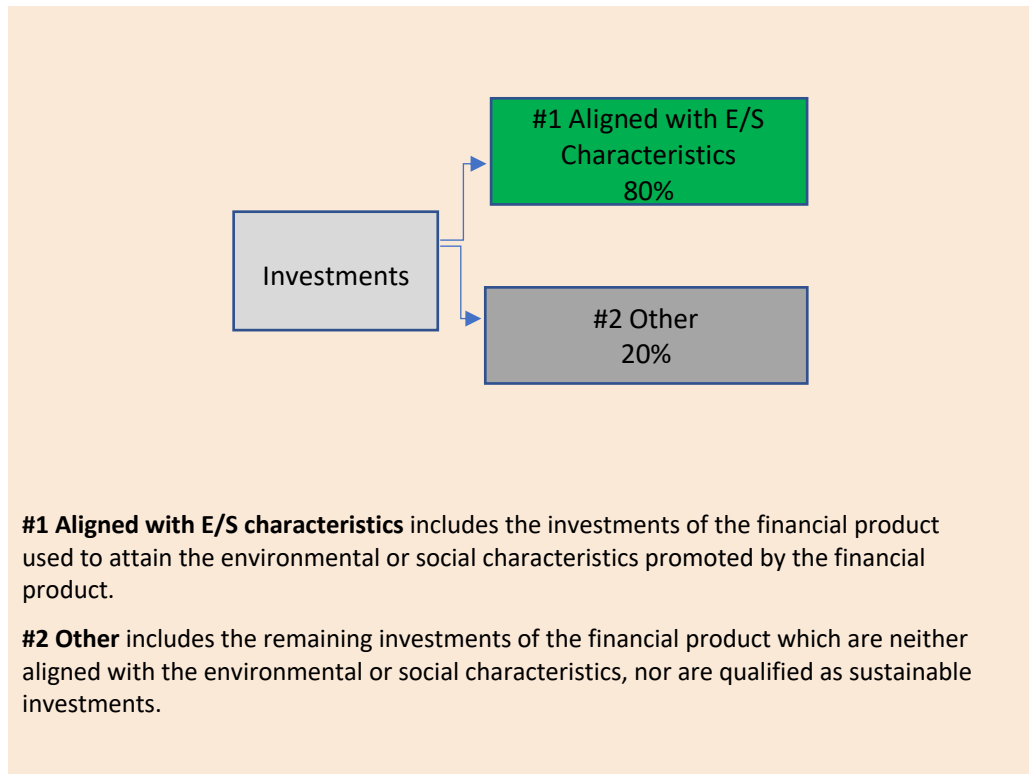 #1 Aligned with E/S
Characteristics
80%
Investments
#2 Other
20%
#1 Aligned with E/S characteristics includes the investments of the financial product
used to attain the environmental or social characteristics promoted by the financial
product.
#2 Other includes the remaining investments of the financial product which are neither
aligned with the environmental or social characteristics, nor are qualified as sustainable
investments.